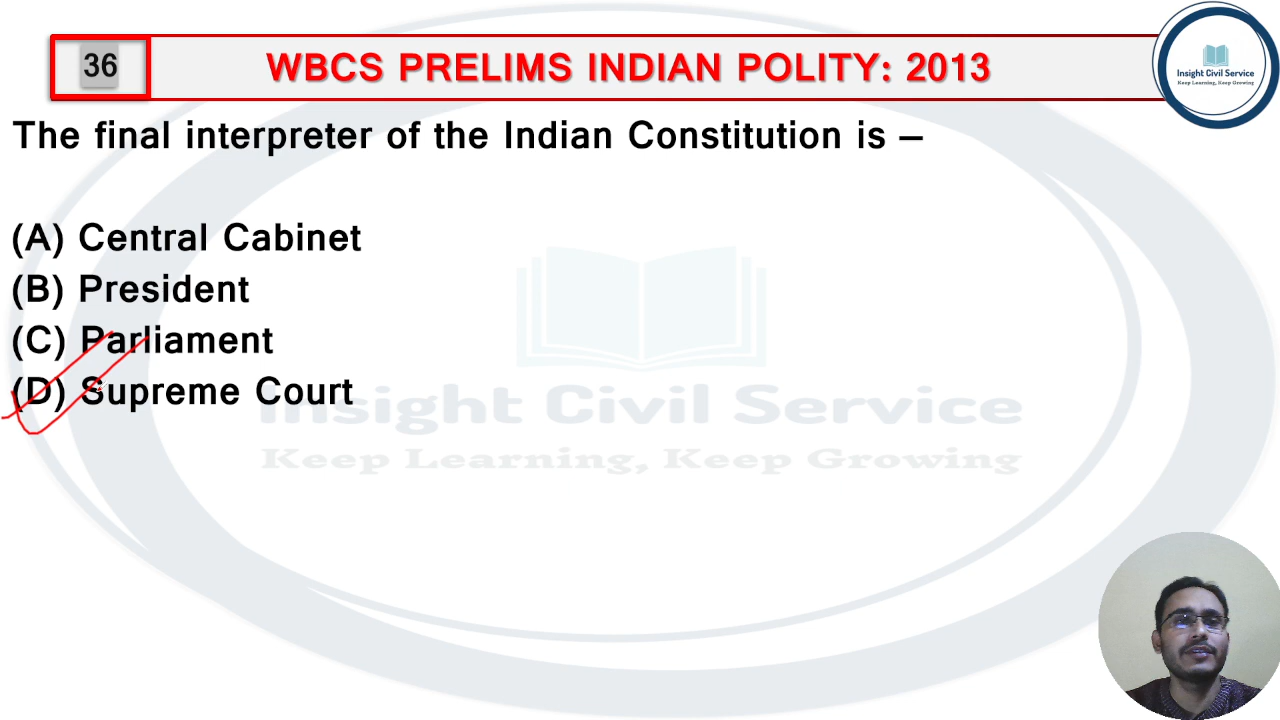 36
WBCS PRELIMS INDIAN POLITY: 2013
Insight Civil Service
Keep Learning, Keep Growing
The final interpreter of the Indian Constitution is –
(A) Central Cabinet
(B) President
(C) Parliament
(D) Supreme Court
Insight Civil Service
Keep Learning, Keep Growing